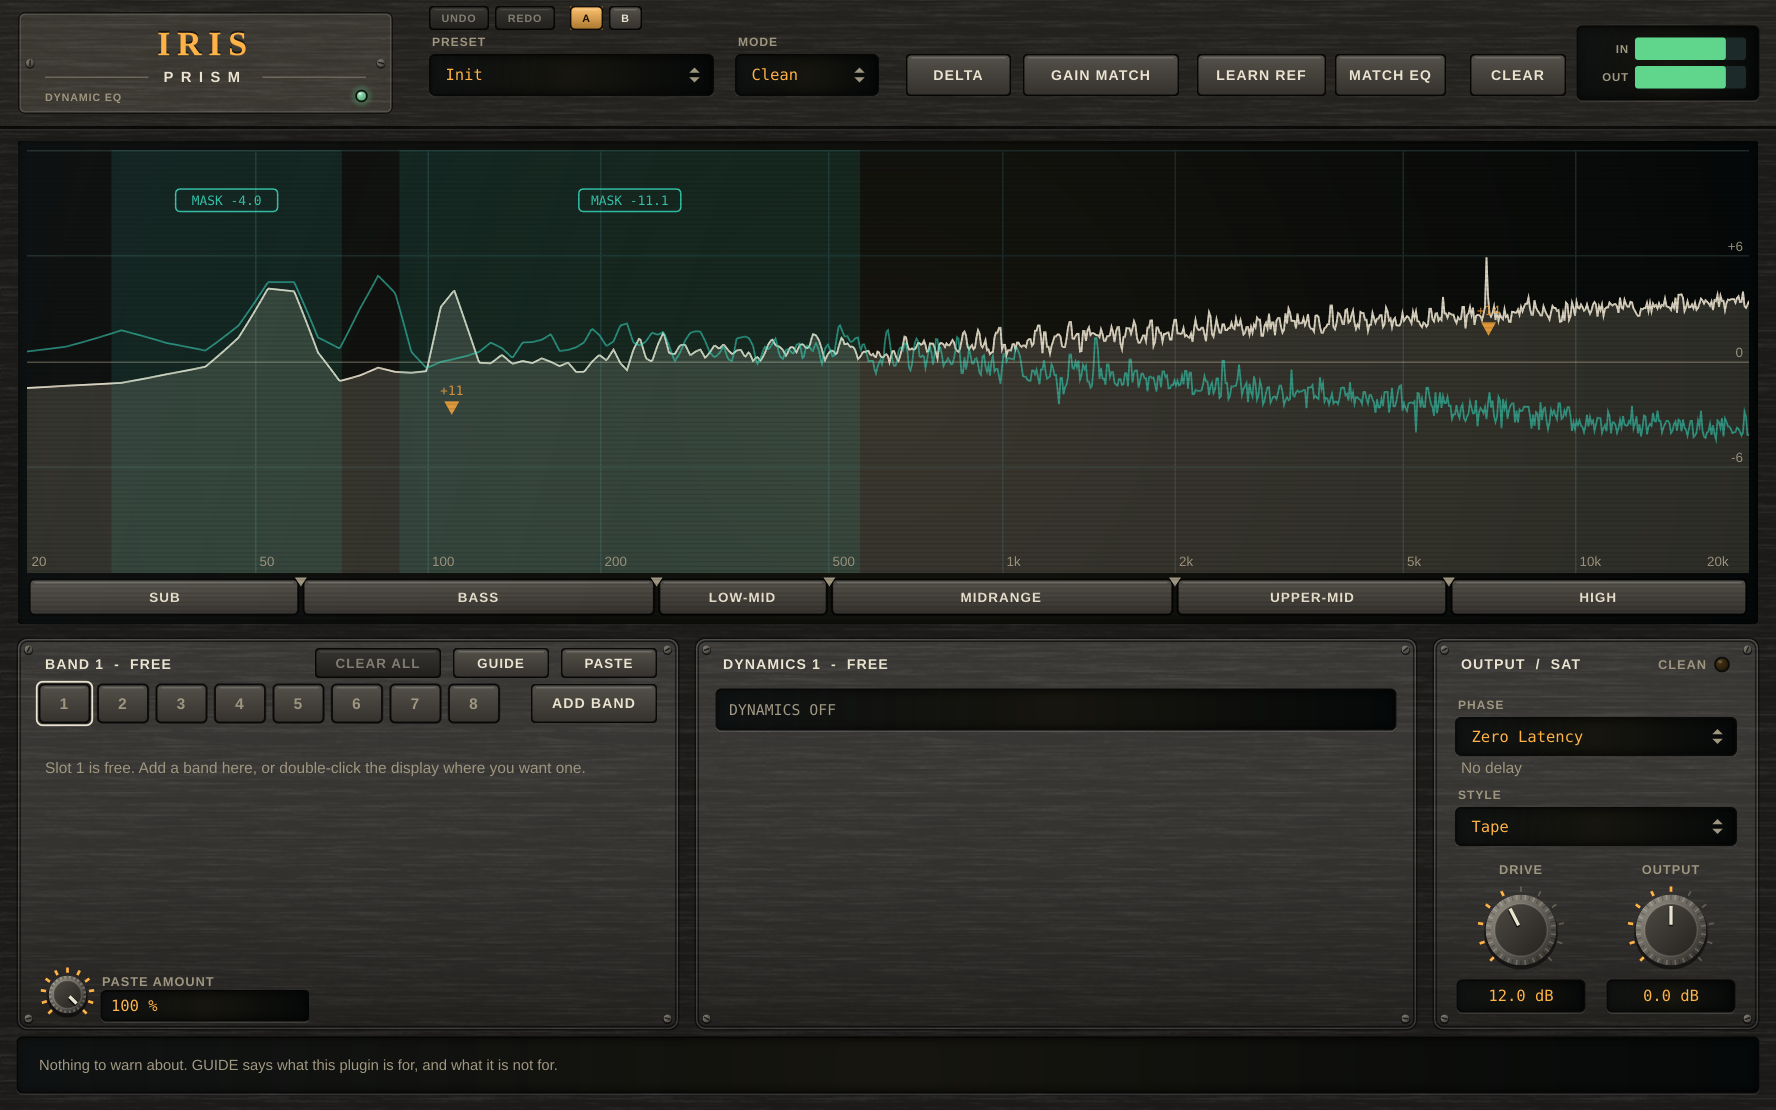 UNDO REDO A B
IRIS
PRISM
DYNAMIC EQ
PRESET
Init
MODE
Clean
DELTA GAIN MATCH LEARN REF MATCH EQ CLEAR
IN
OUT
MASK -4.0 MASK -11.1
+6
0
+11
-6
20 50 100 200 500 1k 2k 5k 10k 20k
SUB BASS LOW-MID MIDRANGE UPPER-MID HIGH
BAND 1 - FREE
CLEAR ALL GUIDE PASTE
1 2 3 4 5 6 7 8 ADD BAND
Slot 1 is free. Add a band here, or double-click the display where you want one.
PASTE AMOUNT
100 %
DYNAMICS 1 - FREE
DYNAMICS OFF
OUTPUT / SAT CLEAN
PHASE
Zero Latency
No delay
STYLE
Tape
DRIVE OUTPUT
12.0 dB 0.0 dB
Nothing to warn about. GUIDE says what this plugin is for, and what it is not for.